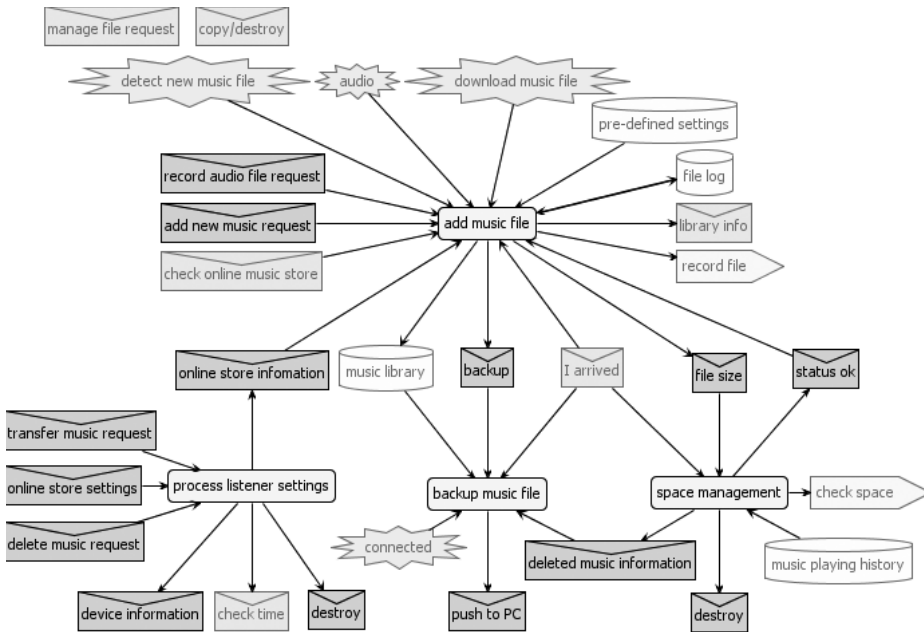 manage file request
copy/destroy
detect new music file
audio
download music file
pre-defined settings
record audio file request
file log
add new music request
add music file
library info
check online music store
record file
online store infomation
music library
backup
I arrived
file size
status ok
transfer music request
online store settings
process listener settings
backup music file
space management
check space
delete music request
connected
deleted music information
music playing history
device information
check time
destroy
push to PC
destroy